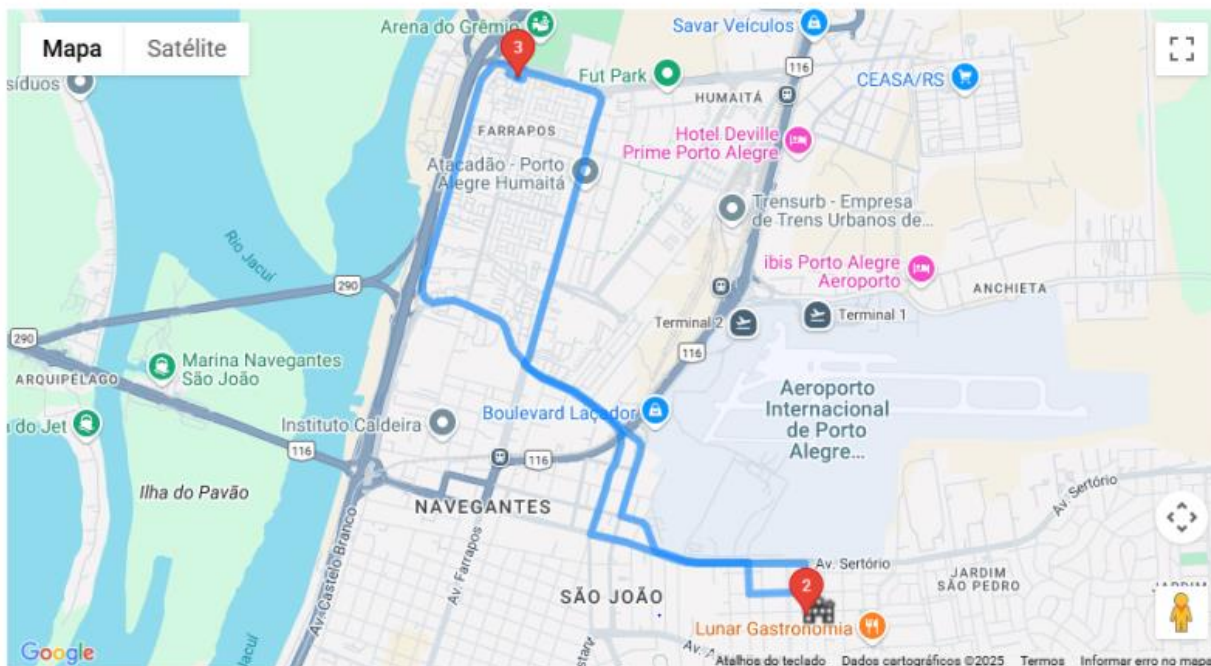 Mapa
Satélite
Arena do Grêmio
3
Savar Veículos
116
síduos
Fut Park
HUMAITÁ
CEASA/RS
FARRAPOS
Hotel Deville
Prime Porto Alegre
Atacadão - Porto
Alegre Humaitá
Trensurb - Empresa
de Trens Urbanos de...
Rio Jacuí
290
ibis Porto Alegre
Aeroporto
ANCHIETA
Terminal 2
Terminal 1
290
116
Marina Navegantes
São João
ARQUIPÉLAGO
Aeroporto
Internacional
de Porto
Alegre...
Boulevard Laçador
Instituto Caldeira
do Jet
116
116
Av. Sertório
Ilha do Pavão
NAVEGANTES
Av. Castelo Branco
Av. Farrapos
Av. Sertório
JARDIM
SÃO PEDRO
JARDIM
2
SÃO JOÃO
Lunar Gastronomia
Google
Jacuí
Av.
Atalhos do teclado
Dados cartográficos ©2025
Termos
Informar erro no mapa